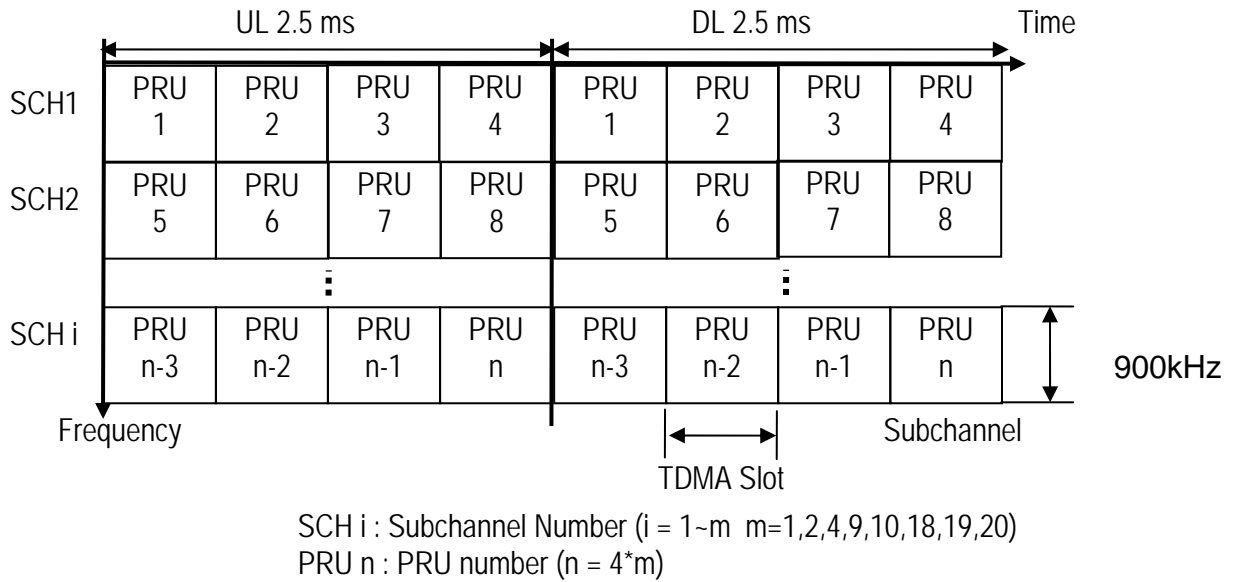 UL 2.5 ms DL 2.5 ms Time
SCH1 PRU 1 PRU 2 PRU 3 PRU 4 PRU 1 PRU 2 PRU 3 PRU 4
SCH2 PRU 5 PRU 6 PRU 7 PRU 8 PRU 5 PRU 6 PRU 7 PRU 8
SCH i PRU n-3 PRU n-2 PRU n-1 PRU n PRU n-3 PRU n-2 PRU n-1 PRU n 900kHz
Frequency Subchannel
TDMA Slot
SCH i : Subchannel Number (i = 1~m m=1,2,4,9,10,18,19,20)
PRU n : PRU number (n = 4*m)